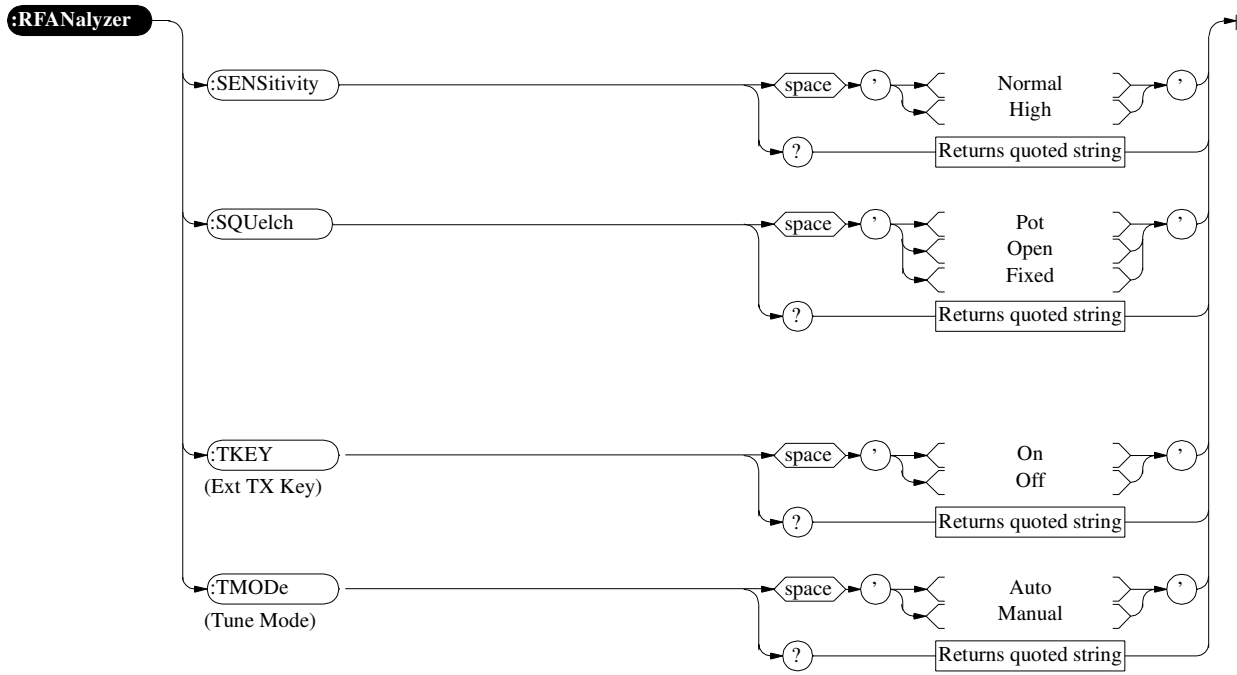 :RFANalyzer
:SENSitivity space ’ Normal ’
High
? Returns quoted string
:SQUelch space ’ Pot ’
Open
Fixed
? Returns quoted string
:TKEY space ’ On ’
(Ext TX Key) Off
? Returns quoted string
:TMODe space ’ Auto ’
(Tune Mode) Manual
? Returns quoted string